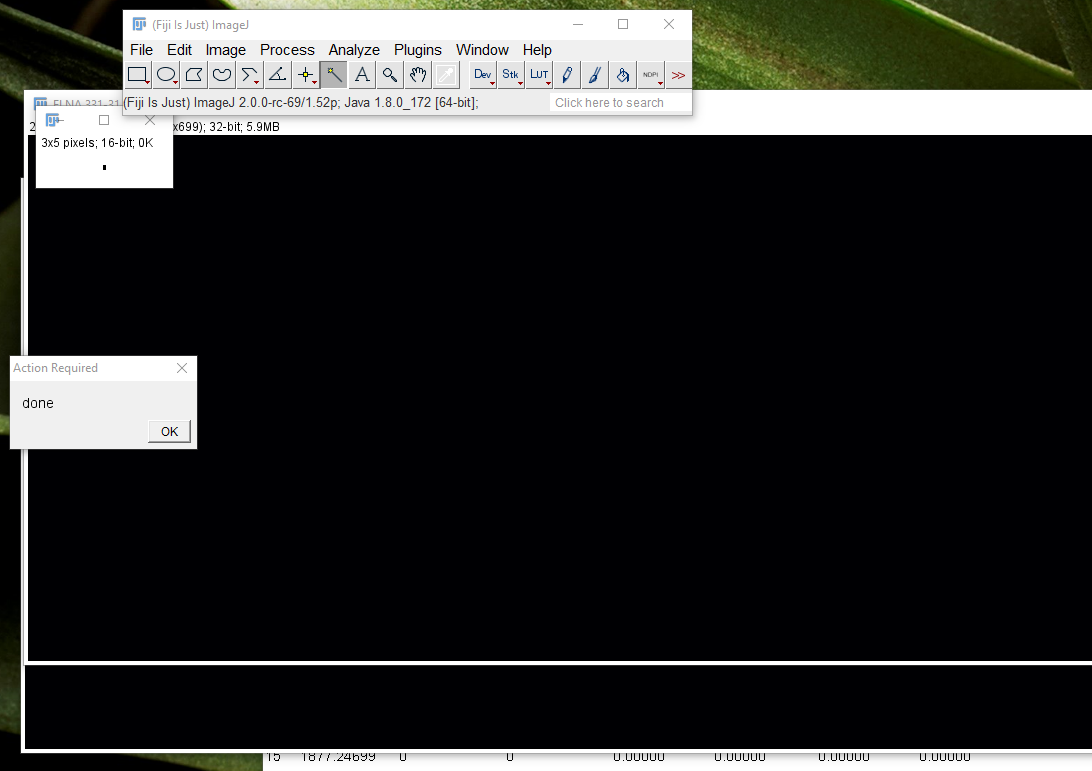 (Fiji Is Just) ImageJ
File Edit Image Process Analyze Plugins Window Help
A Dev Stk LUT NDPI >>
(Fiji Is Just) ImageJ 2.0.0-rc-69/1.52p; Java 1.8.0_172 [64-bit]; Click here to search
x699); 32-bit; 5.9MB
3x5 pixels; 16-bit; 0K
Action Required
done
OK
15 1877.24699 0 0 0.00000 0.00000 0.00000 0.00000